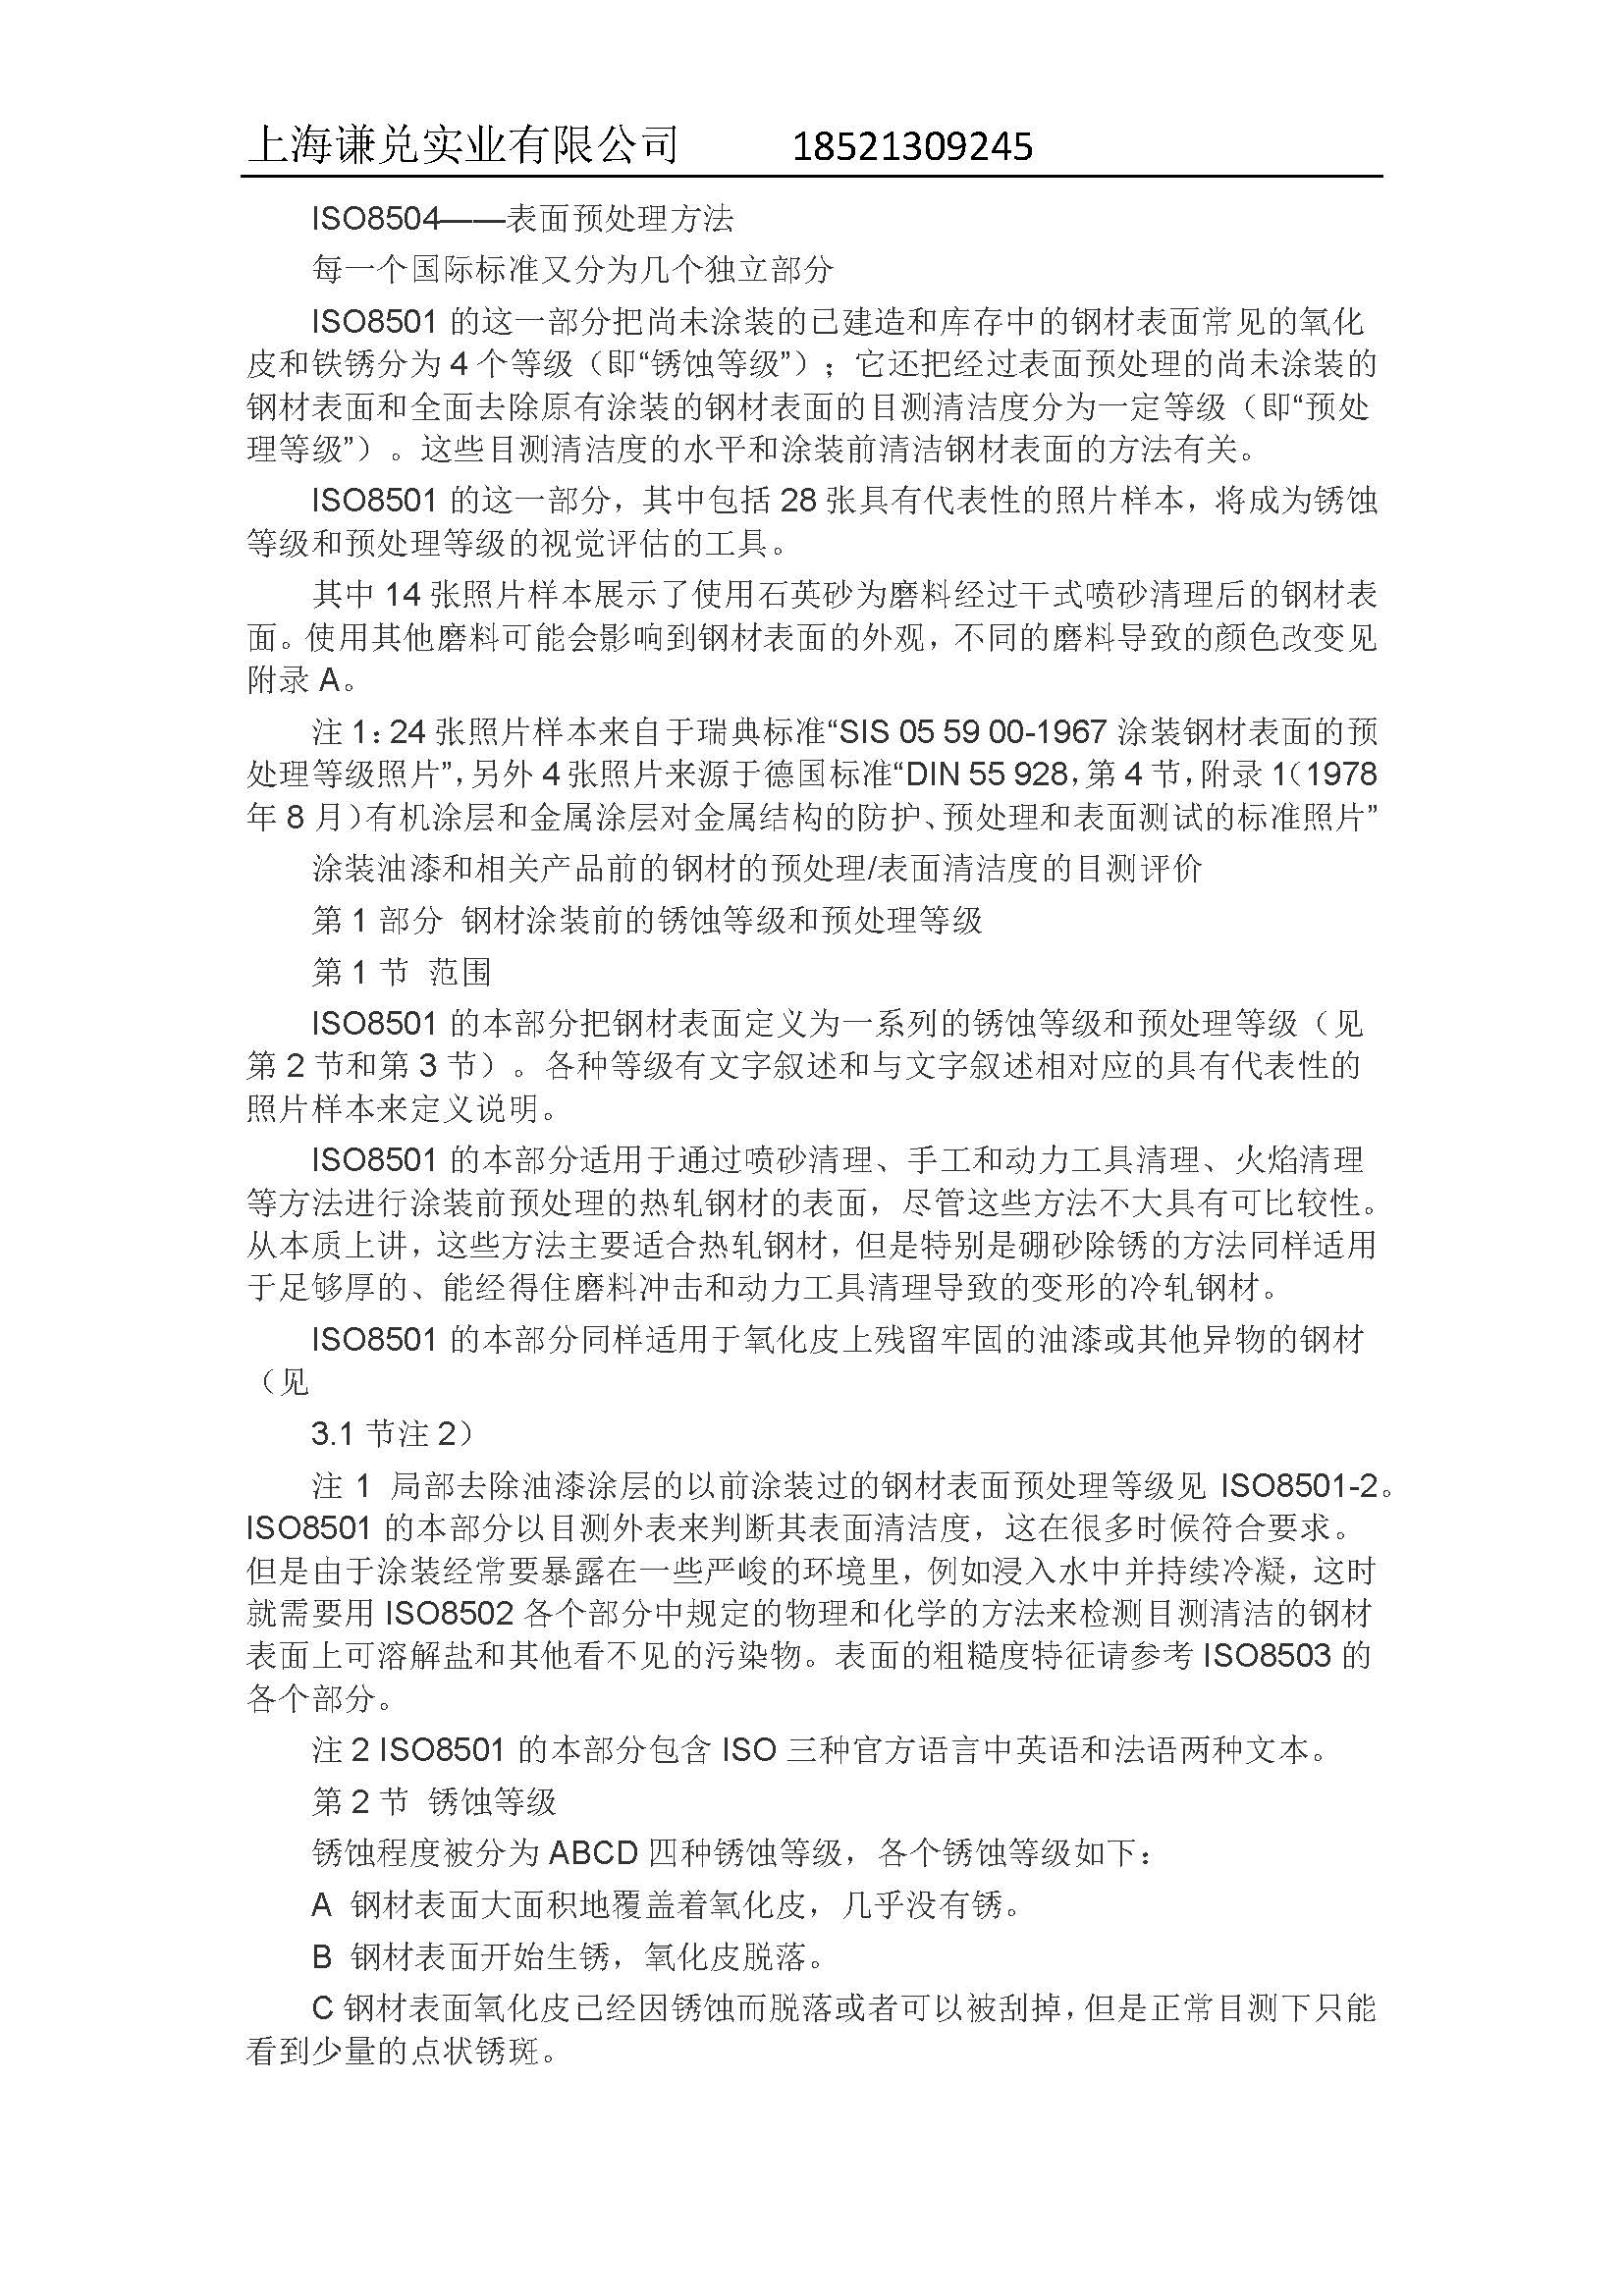 上海谦兑实业有限公司 18521309245
ISO8504——表面预处理方法
每一个国际标准又分为几个独立部分
ISO8501 的这一部分把尚未涂装的已建造和库存中的钢材表面常见的氧化
皮和铁锈分为 4 个等级（即“锈蚀等级”）；它还把经过表面预处理的尚未涂装的
钢材表面和全面去除原有涂装的钢材表面的目测清洁度分为一定等级（即“预处
理等级”）。这些目测清洁度的水平和涂装前清洁钢材表面的方法有关。
ISO8501 的这一部分，其中包括 28 张具有代表性的照片样本，将成为锈蚀
等级和预处理等级的视觉评估的工具。
其中 14 张照片样本展示了使用石英砂为磨料经过干式喷砂清理后的钢材表
面。使用其他磨料可能会影响到钢材表面的外观，不同的磨料导致的颜色改变见
附录 A。
注 1：24 张照片样本来自于瑞典标准“SIS 05 59 00-1967 涂装钢材表面的预
处理等级照片”，另外 4 张照片来源于德国标准“DIN 55 928，第 4 节，附录 1（1978
年 8 月）有机涂层和金属涂层对金属结构的防护、预处理和表面测试的标准照片”
涂装油漆和相关产品前的钢材的预处理/表面清洁度的目测评价
第 1 部分 钢材涂装前的锈蚀等级和预处理等级
第 1 节 范围
ISO8501 的本部分把钢材表面定义为一系列的锈蚀等级和预处理等级（见
第 2 节和第 3 节）。各种等级有文字叙述和与文字叙述相对应的具有代表性的
照片样本来定义说明。
ISO8501 的本部分适用于通过喷砂清理、手工和动力工具清理、火焰清理
等方法进行涂装前预处理的热轧钢材的表面，尽管这些方法不大具有可比较性。
从本质上讲，这些方法主要适合热轧钢材，但是特别是硼砂除锈的方法同样适用
于足够厚的、能经得住磨料冲击和动力工具清理导致的变形的冷轧钢材。
ISO8501 的本部分同样适用于氧化皮上残留牢固的油漆或其他异物的钢材
（见
3.1 节注 2）
注 1 局部去除油漆涂层的以前涂装过的钢材表面预处理等级见 ISO8501-2。
ISO8501 的本部分以目测外表来判断其表面清洁度，这在很多时候符合要求。
但是由于涂装经常要暴露在一些严峻的环境里，例如浸入水中并持续冷凝，这时
就需要用 ISO8502 各个部分中规定的物理和化学的方法来检测目测清洁的钢材
表面上可溶解盐和其他看不见的污染物。表面的粗糙度特征请参考 ISO8503 的
各个部分。
注 2 ISO8501 的本部分包含 ISO 三种官方语言中英语和法语两种文本。
第 2 节 锈蚀等级
锈蚀程度被分为 ABCD 四种锈蚀等级，各个锈蚀等级如下：
A 钢材表面大面积地覆盖着氧化皮，几乎没有锈。
B 钢材表面开始生锈，氧化皮脱落。
C 钢材表面氧化皮已经因锈蚀而脱落或者可以被刮掉，但是正常目测下只能
看到少量的点状锈斑。